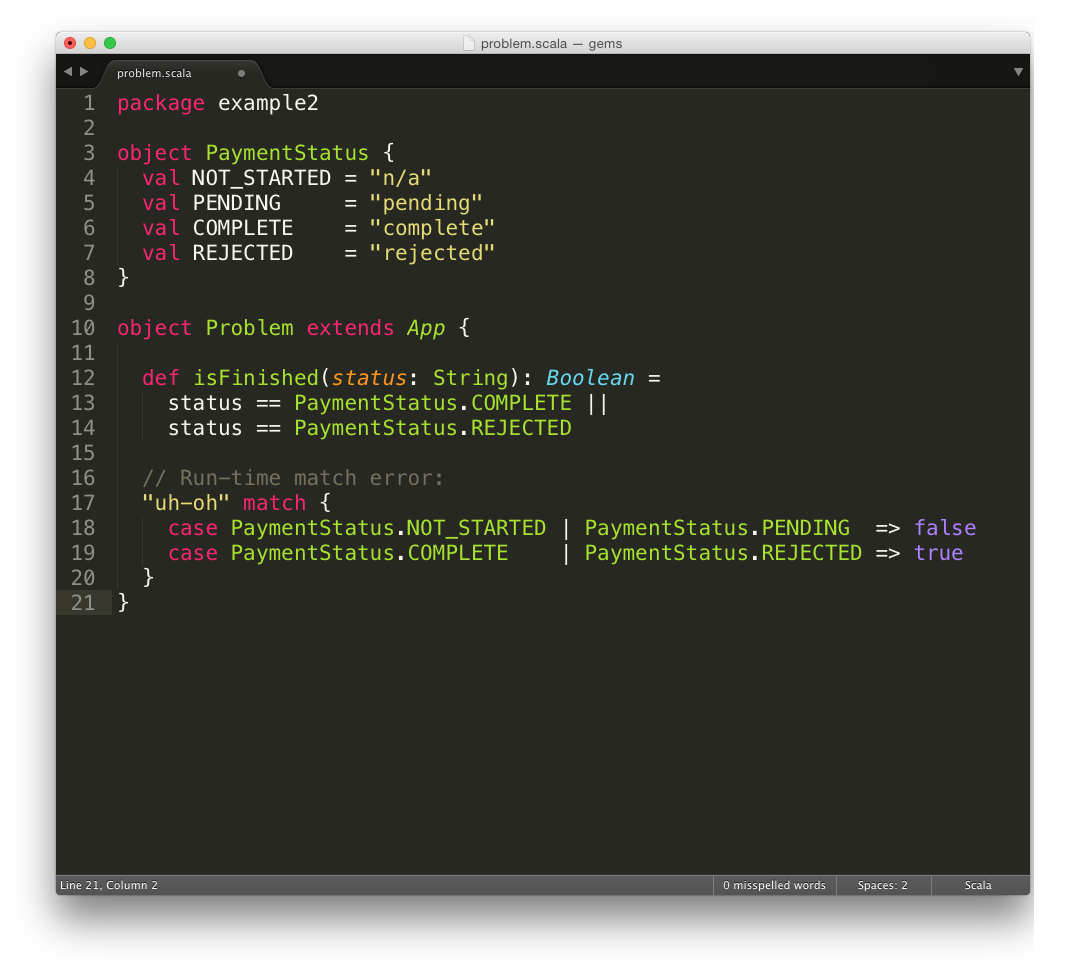 problem.scala — gems
problem.scala
1 package example2
2
3 object PaymentStatus {
4   val NOT_STARTED = "n/a"
5   val PENDING     = "pending"
6   val COMPLETE    = "complete"
7   val REJECTED    = "rejected"
8 }
9
10 object Problem extends App {
11
12   def isFinished(status: String): Boolean =
13     status == PaymentStatus.COMPLETE ||
14     status == PaymentStatus.REJECTED
15
16   // Run-time match error:
17   "uh-oh" match {
18     case PaymentStatus.NOT_STARTED | PaymentStatus.PENDING  => false
19     case PaymentStatus.COMPLETE    | PaymentStatus.REJECTED => true
20   }
21 }
Line 21, Column 2
0 misspelled words
Spaces: 2
Scala